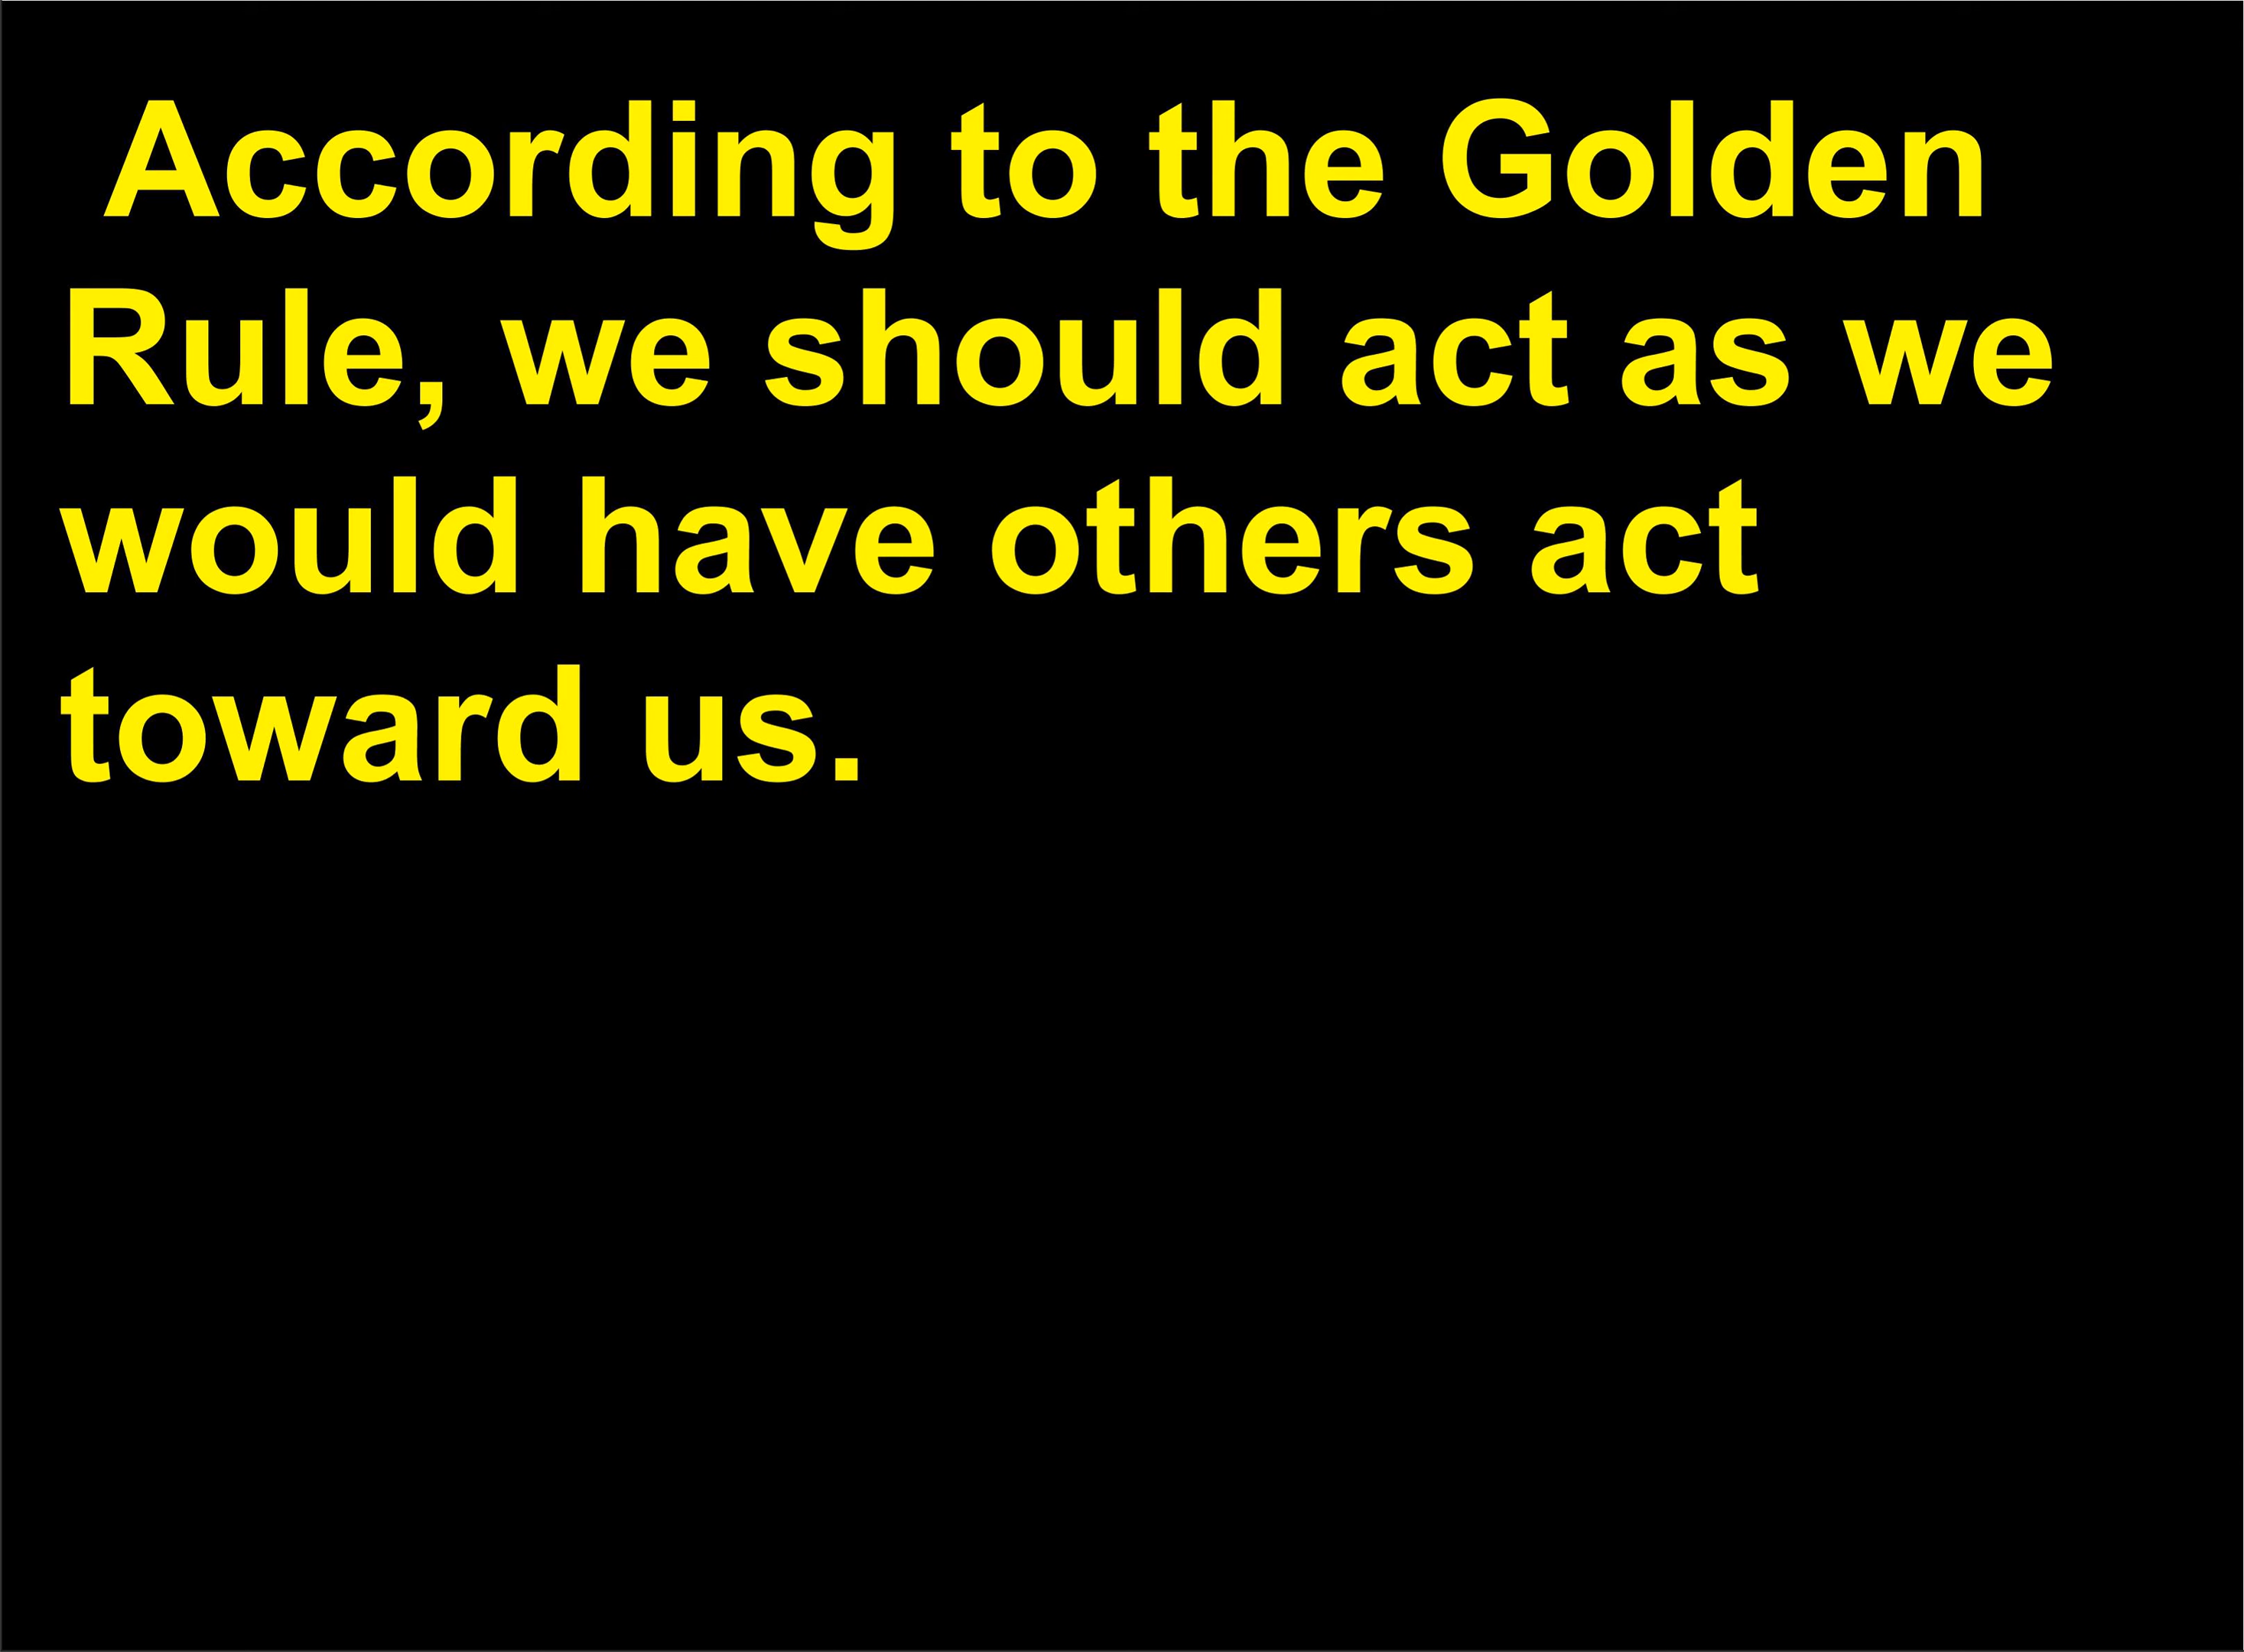 According to the Golden
Rule, we should act as we
would have others act
toward us.